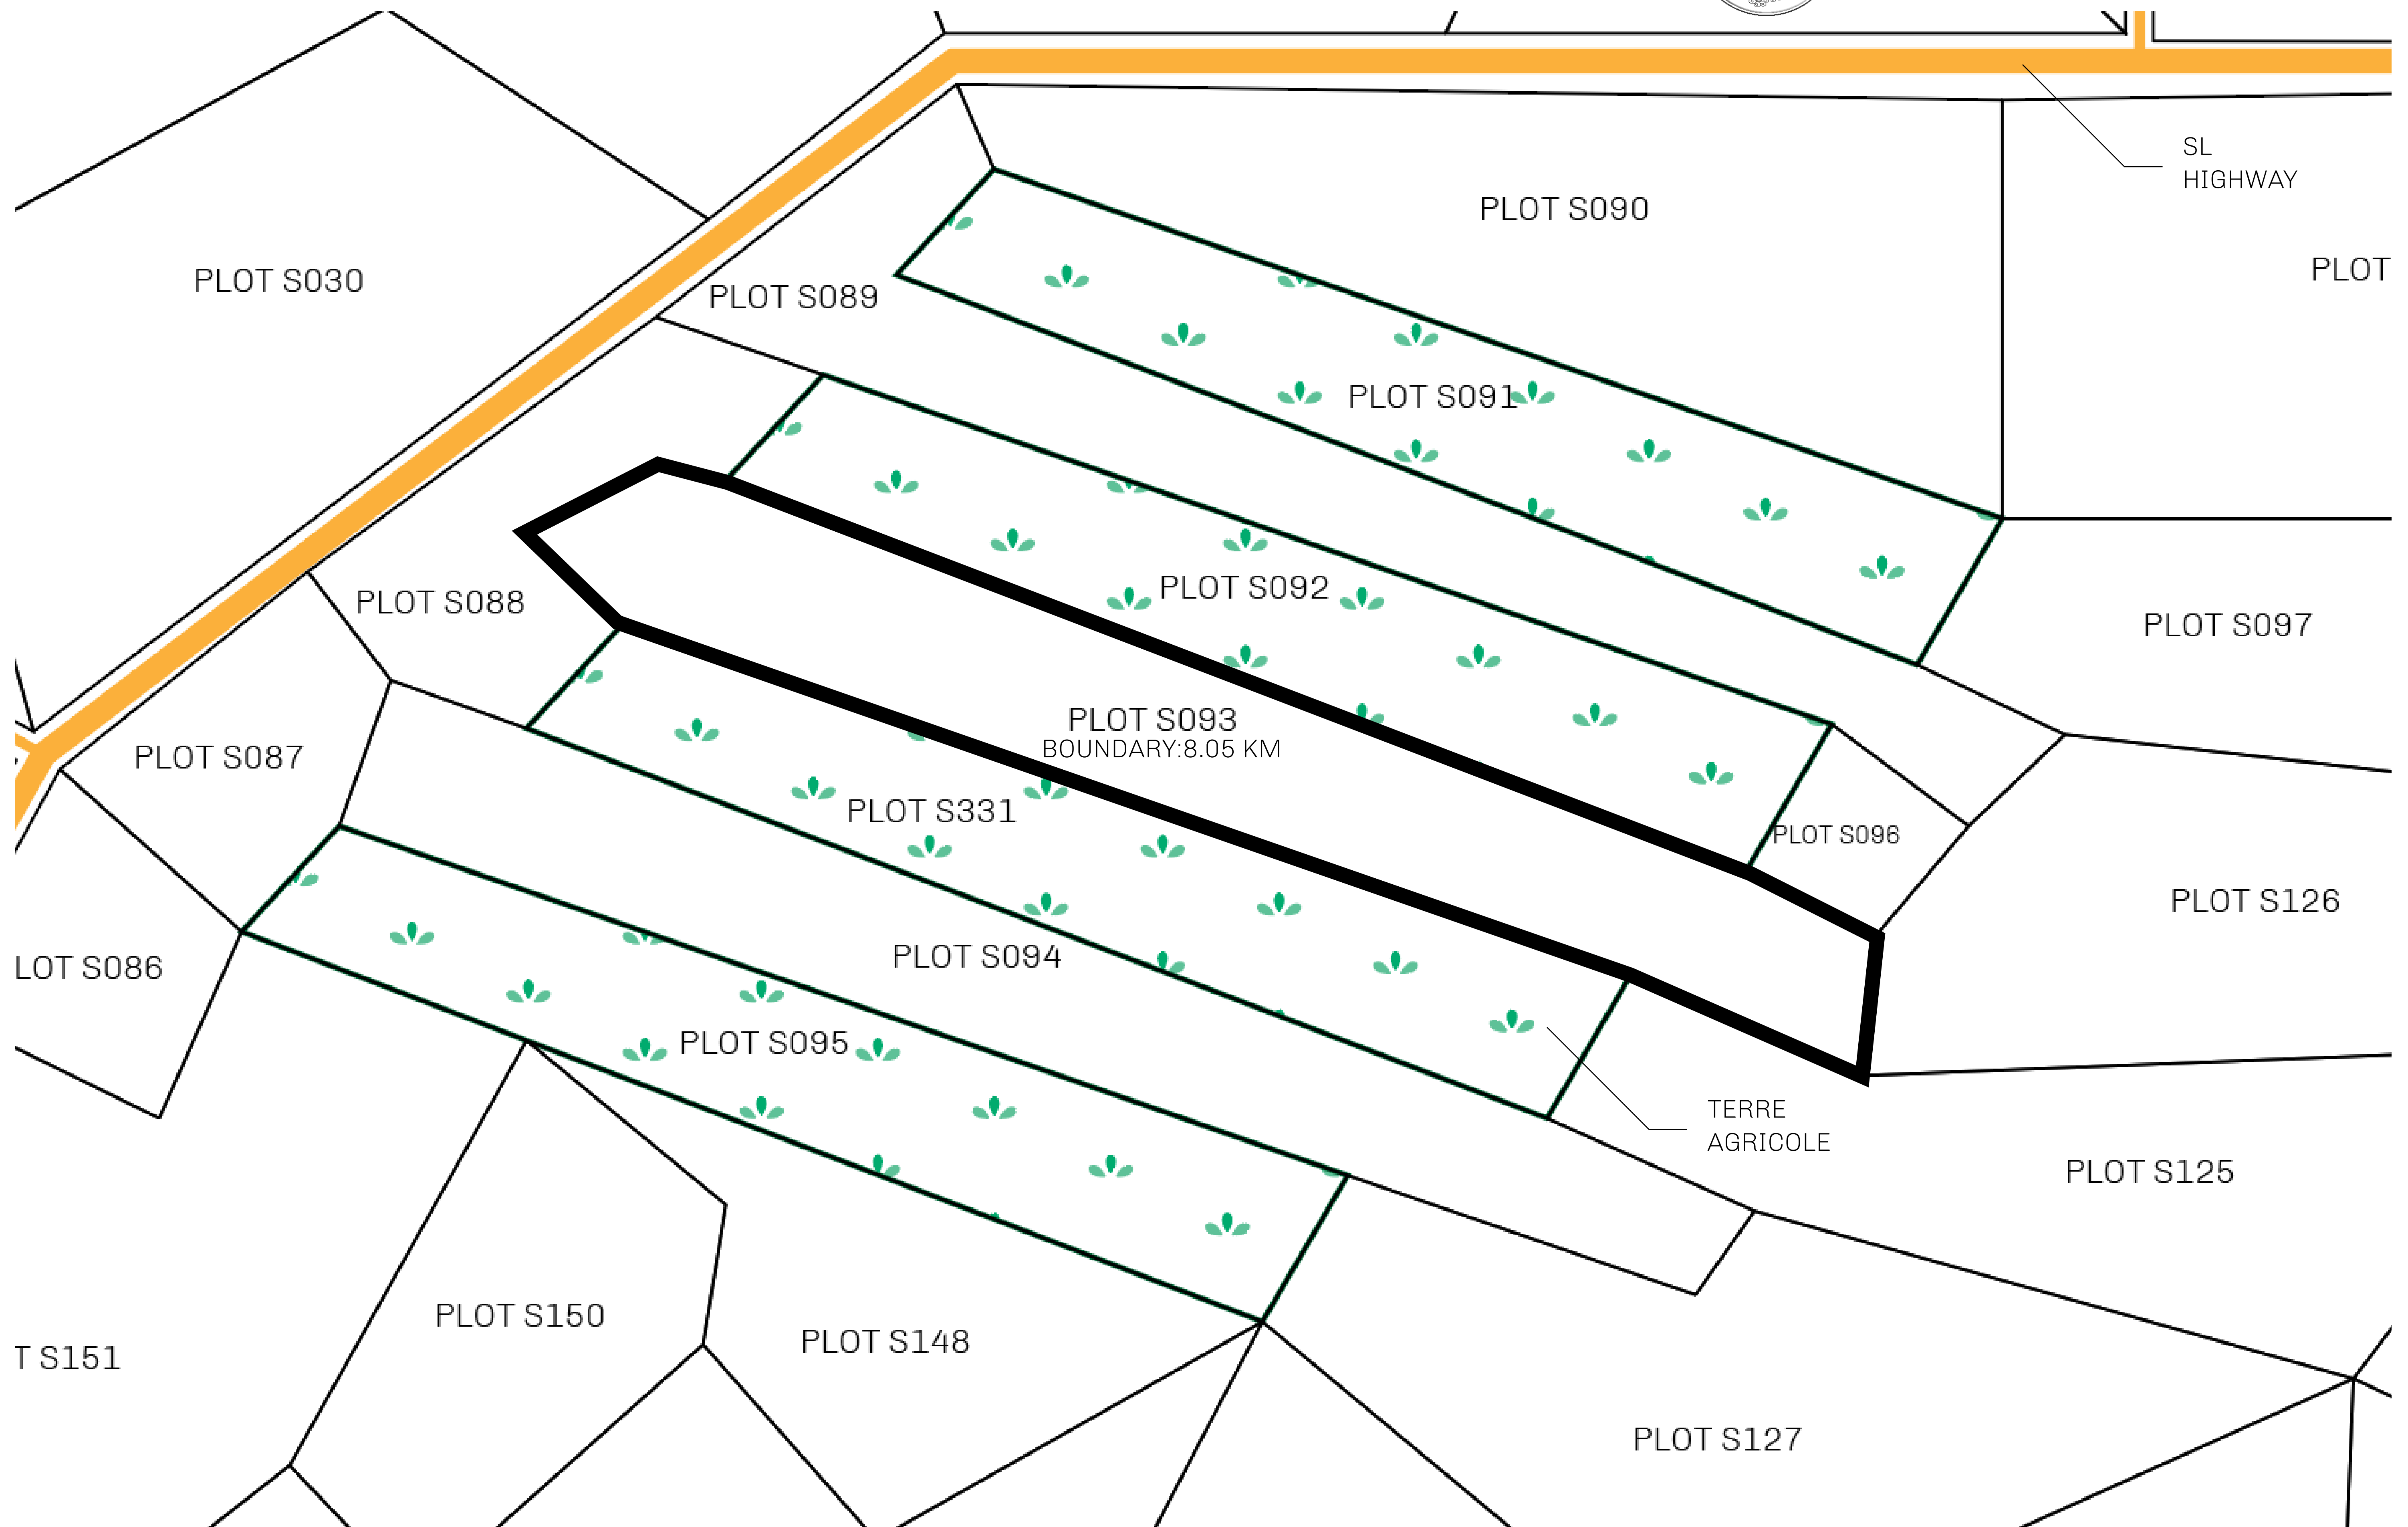 SL
HIGHWAY
PLOT S090
PLOT
PLOT S030
PLOT S089
PLOT S091
PLOT S092
PLOT S088
PLOT S097
PLOT S093
BOUNDARY:8.05 KM
PLOT S087
PLOT S331
PLOT S096
PLOT S126
PLOT S094
LOT S086
PLOT S095
TERRE
AGRICOLE
PLOT S125
PLOT S150
PLOT S148
T S151
PLOT S127